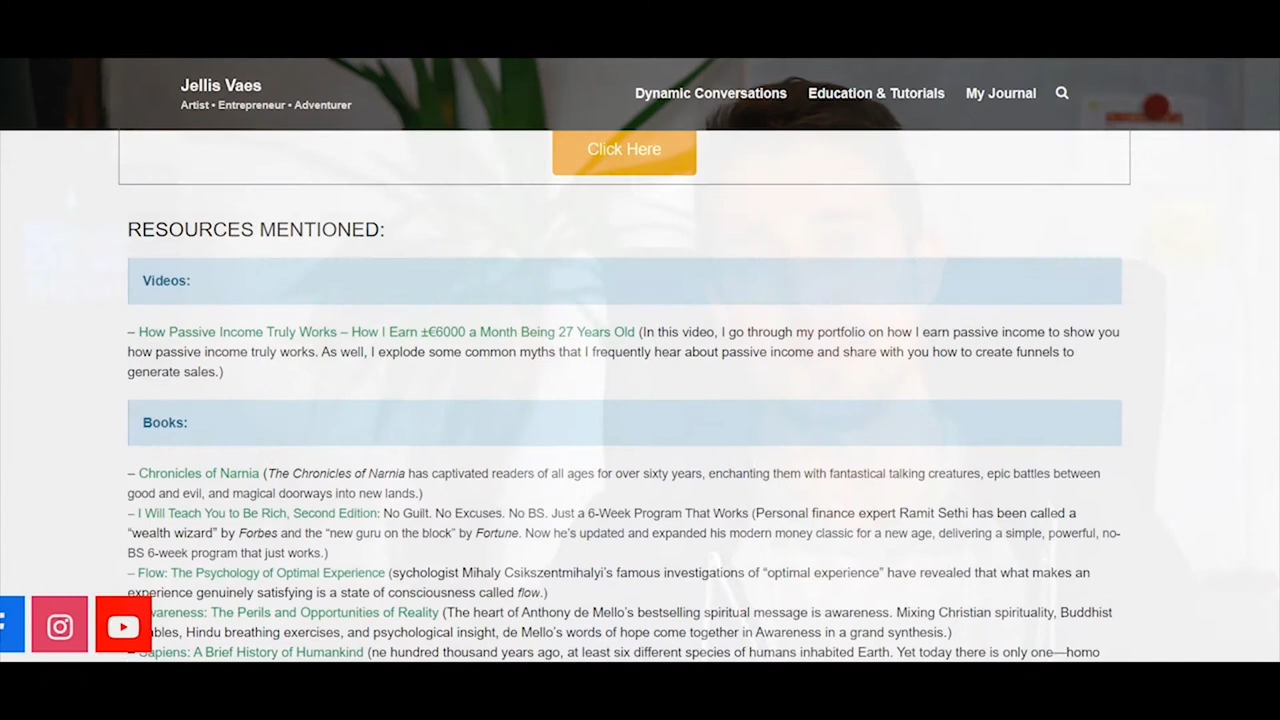 Jellis Vaes
Artist • Entrepreneur • Adventurer
Dynamic Conversations
Education & Tutorials
My Journal
Click Here
RESOURCES MENTIONED:
Videos:
– How Passive Income Truly Works – How I Earn ±€6000 a Month Being 27 Years Old (In this video, I go through my portfolio on how I earn passive income to show you
how passive income truly works. As well, I explode some common myths that I frequently hear about passive income and share with you how to create funnels to
generate sales.)
Books:
– Chronicles of Narnia (The Chronicles of Narnia has captivated readers of all ages for over sixty years, enchanting them with fantastical talking creatures, epic battles between
good and evil, and magical doorways into new lands.)
– I Will Teach You to Be Rich, Second Edition: No Guilt. No Excuses. No BS. Just a 6-Week Program That Works (Personal finance expert Ramit Sethi has been called a
“wealth wizard” by Forbes and the “new guru on the block” by Fortune. Now he’s updated and expanded his modern money classic for a new age, delivering a simple, powerful, no-
BS 6-week program that just works.)
– Flow: The Psychology of Optimal Experience (sychologist Mihaly Csikszentmihalyi’s famous investigations of “optimal experience” have revealed that what makes an
experience genuinely satisfying is a state of consciousness called flow.)
wareness: The Perils and Opportunities of Reality (The heart of Anthony de Mello’s bestselling spiritual message is awareness. Mixing Christian spirituality, Buddhist
bles, Hindu breathing exercises, and psychological insight, de Mello’s words of hope come together in Awareness in a grand synthesis.)
– Sapiens: A Brief History of Humankind (ne hundred thousand years ago, at least six different species of humans inhabited Earth. Yet today there is only one—homo